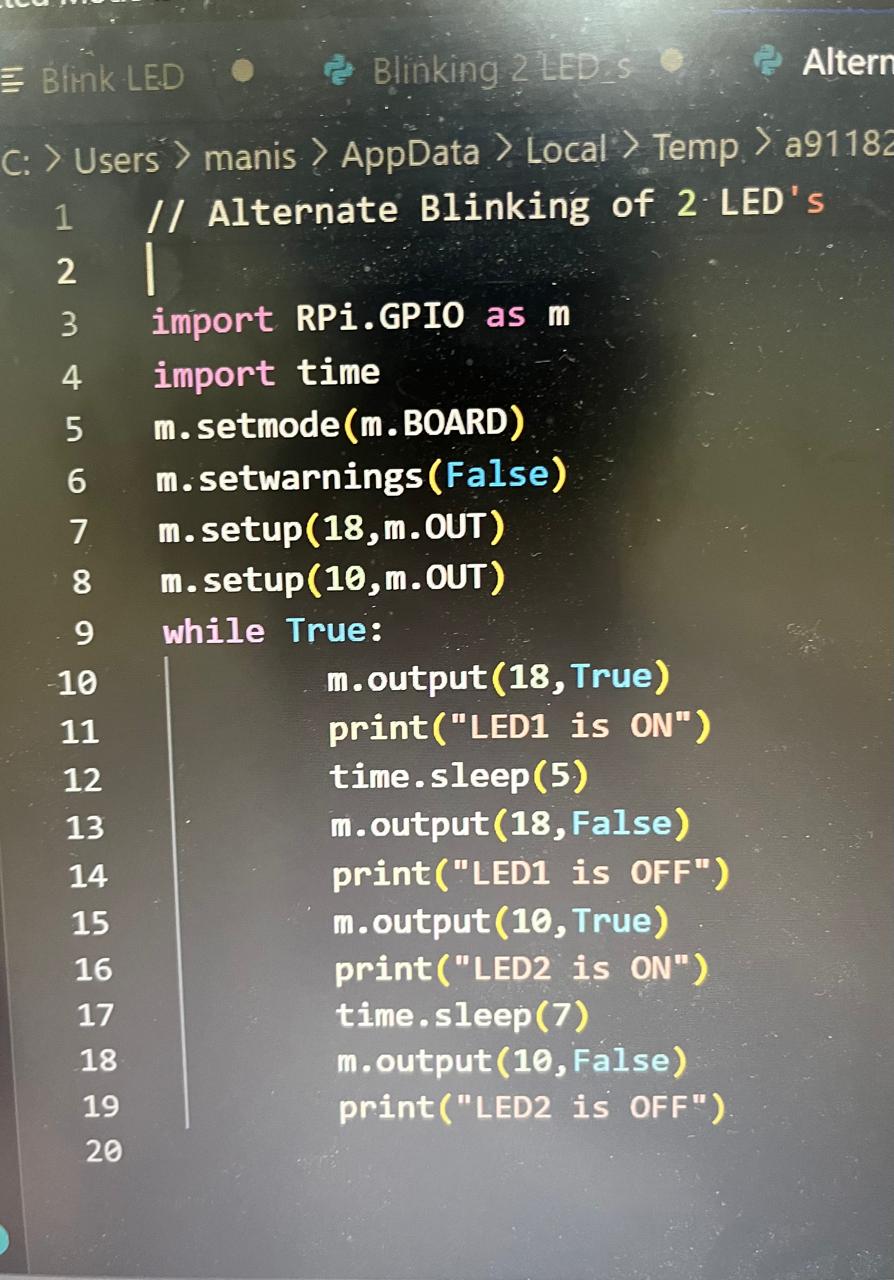 Blink LED
Blinking 2 LED_s
Altern
C: > Users > manis > AppData > Local > Temp > a91182
1 // Alternate Blinking of 2 LED's
2
3 import RPi.GPIO as m
4 import time
5 m.setmode(m.BOARD)
6 m.setwarnings(False)
7 m.setup(18,m.OUT)
8 m.setup(10,m.OUT)
9 while True:
10 m.output(18,True)
11 print("LED1 is ON")
12 time.sleep(5)
13 m.output(18,False)
14 print("LED1 is OFF")
15 m.output(10,True)
16 print("LED2 is ON")
17 time.sleep(7)
18 m.output(10,False)
19 print("LED2 is OFF")
20